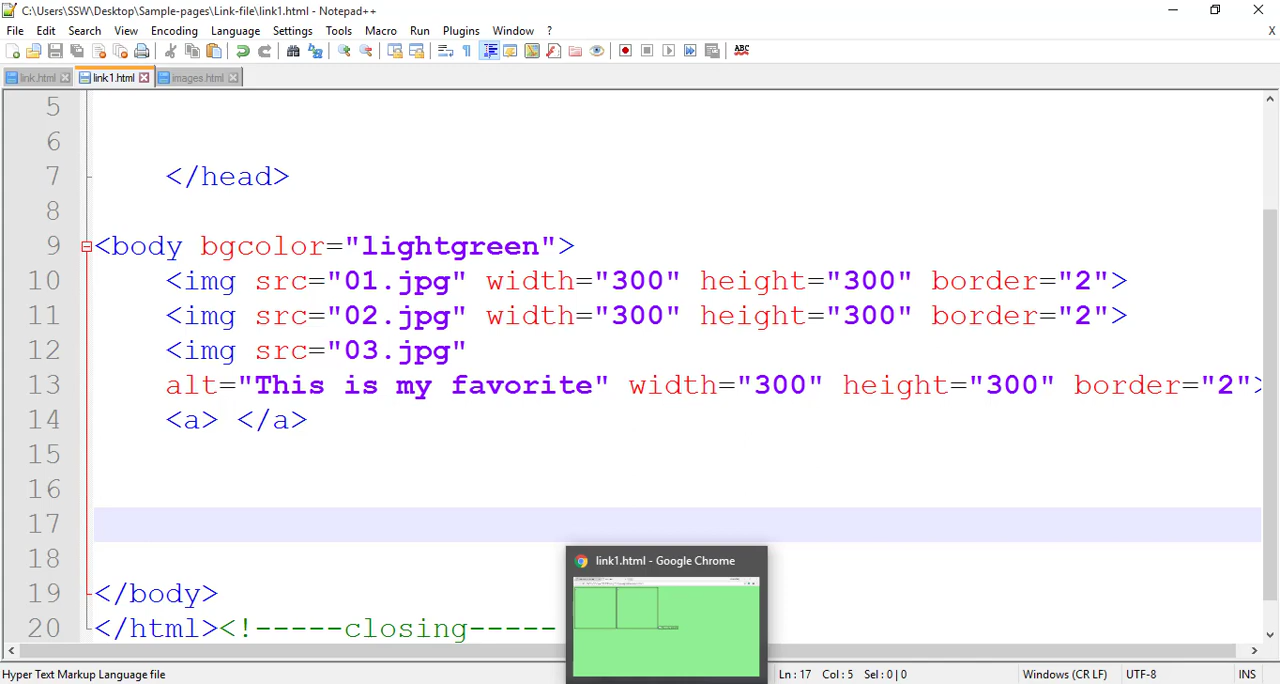 C:\Users\SSW\Desktop\Sample-pages\Link-file\link1.html - Notepad++
File Edit Search View Encoding Language Settings Tools Macro Run Plugins Window ? X
ABC
link.html link1.html images.html
5
6
7 </head>
8
9 <body bgcolor="lightgreen">
10 <img src="01.jpg" width="300" height="300" border="2">
11 <img src="02.jpg" width="300" height="300" border="2">
12 <img src="03.jpg"
13 alt="This is my favorite" width="300" height="300" border="2">
14 <a> </a>
15
16
17
18
link1.html - Google Chrome
19 </body>
20 </html><!-----closing-----
Hyper Text Markup Language file Ln : 17 Col : 5 Sel : 0 | 0 Windows (CR LF) UTF-8 INS